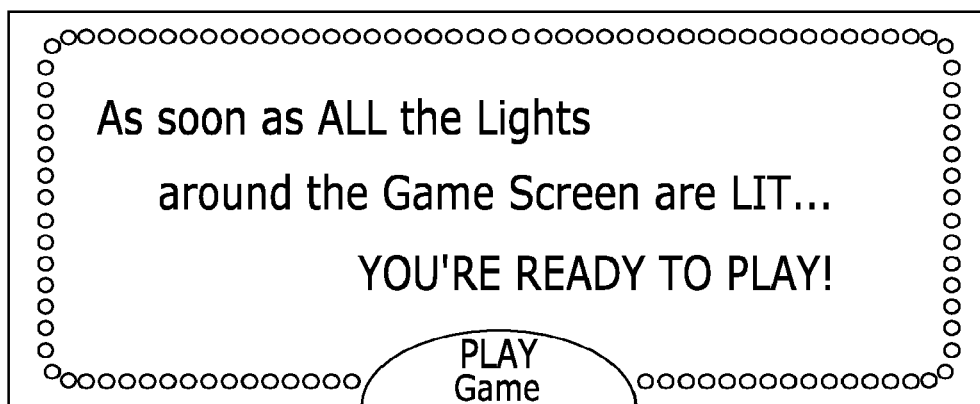 As soon as ALL the Lights
around the Game Screen are LIT...
YOU'RE READY TO PLAY!
PLAY
Game